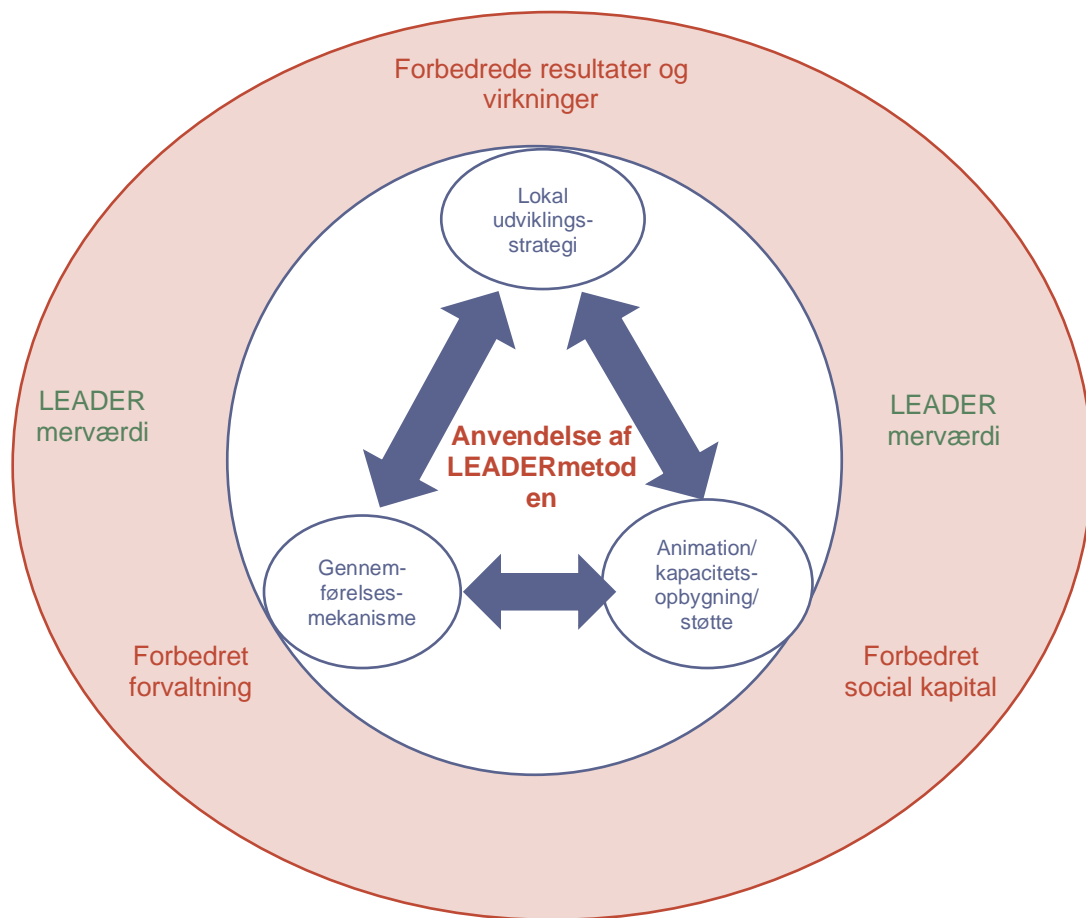 Forbedrede resultater og
virkninger
Lokal
udviklings-
strategi
LEADER
merværdi
LEADER
merværdi
Anvendelse af
LEADERmetod
en
Gennem-
førelses-
mekanisme
Animation/
kapacitets-
opbygning/
støtte
Forbedret
forvaltning
Forbedret
social kapital